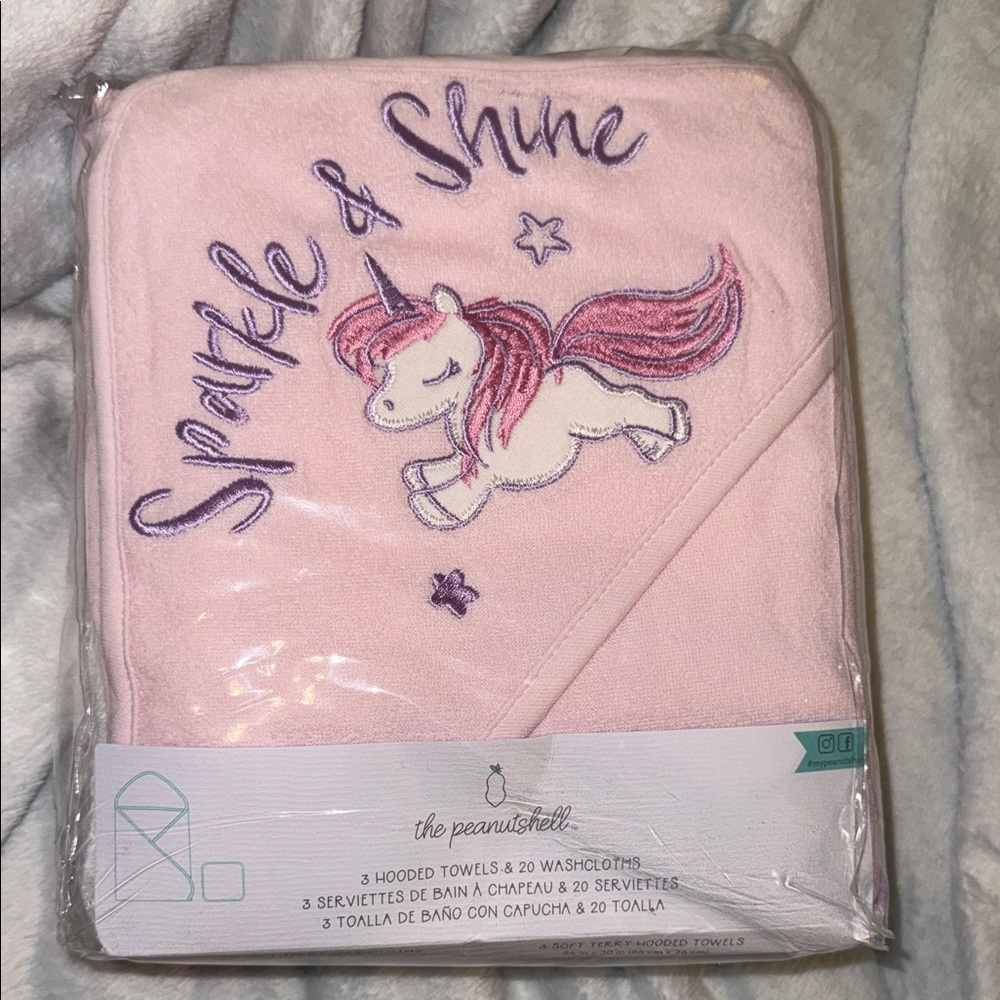 Sparkle & Shine
the peanutshell™
3 HOODED TOWELS & 20 WASHCLOTHS
3 SERVIETTES DE BAIN À CHAPEAU & 20 SERVIETTES
3 TOALLA DE BAÑO CON CAPUCHA & 20 TOALLA
3 SOFT TERRY HOODED TOWELS